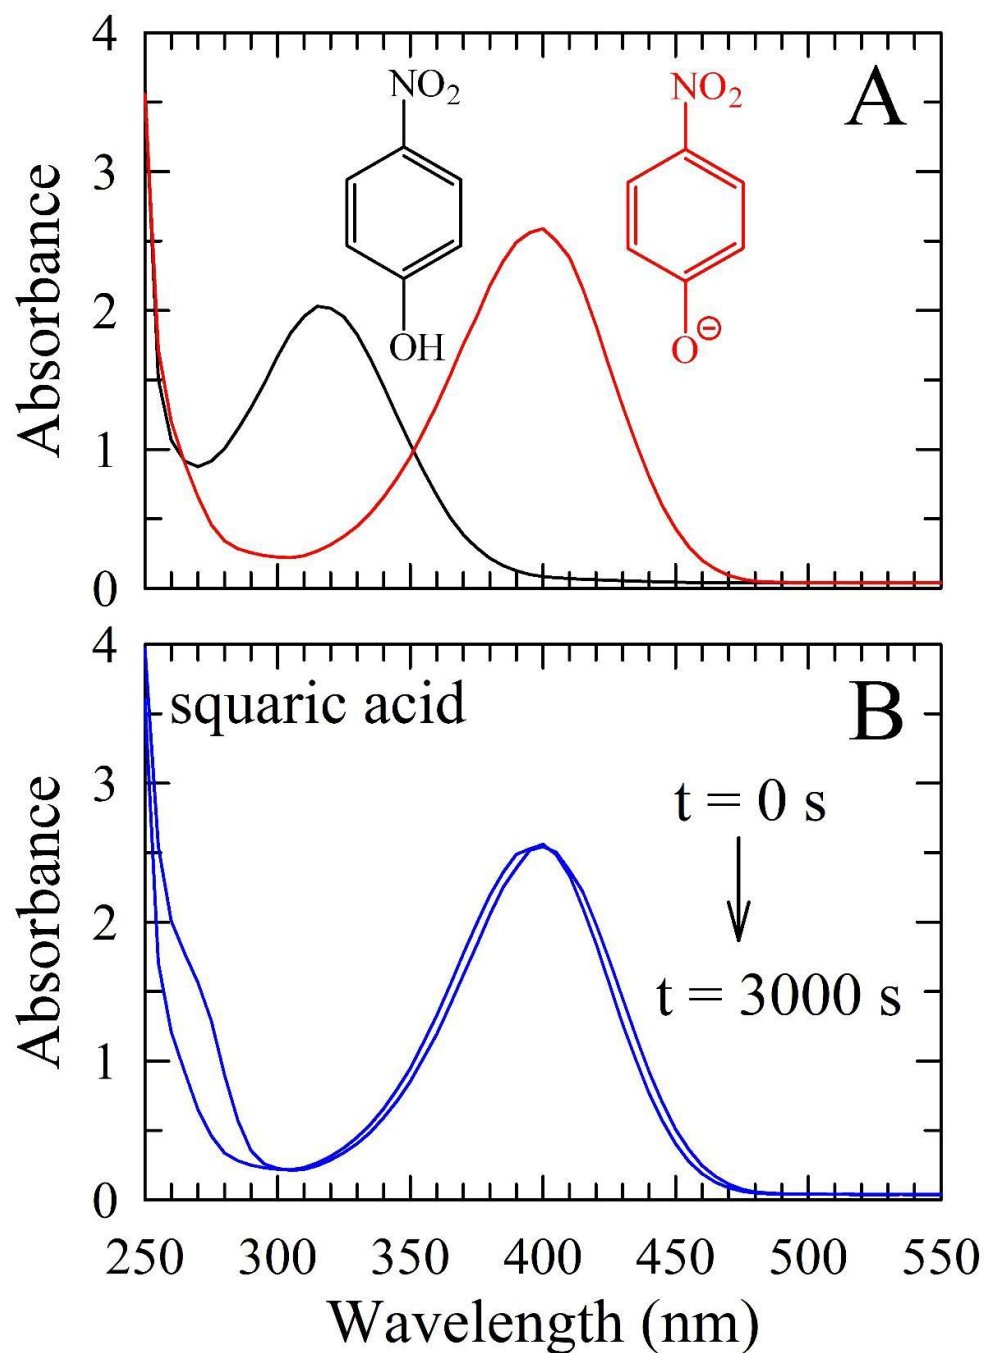 4
3
2
1
0
Absorbance
NO₂
OH
NO₂
O⊖
A
4
3
2
1
0
Absorbance
squaric acid
B
t = 0 s
t = 3000 s
250 300 350 400 450 500 550
Wavelength (nm)